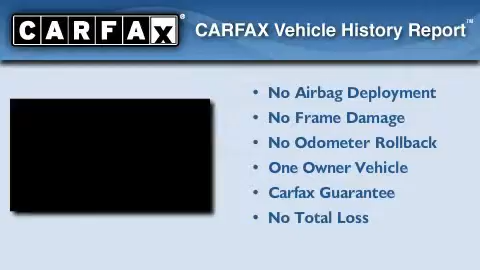 CARFAX® CARFAX Vehicle History Report™
• No Airbag Deployment
• No Frame Damage
• No Odometer Rollback
• One Owner Vehicle
• Carfax Guarantee
• No Total Loss